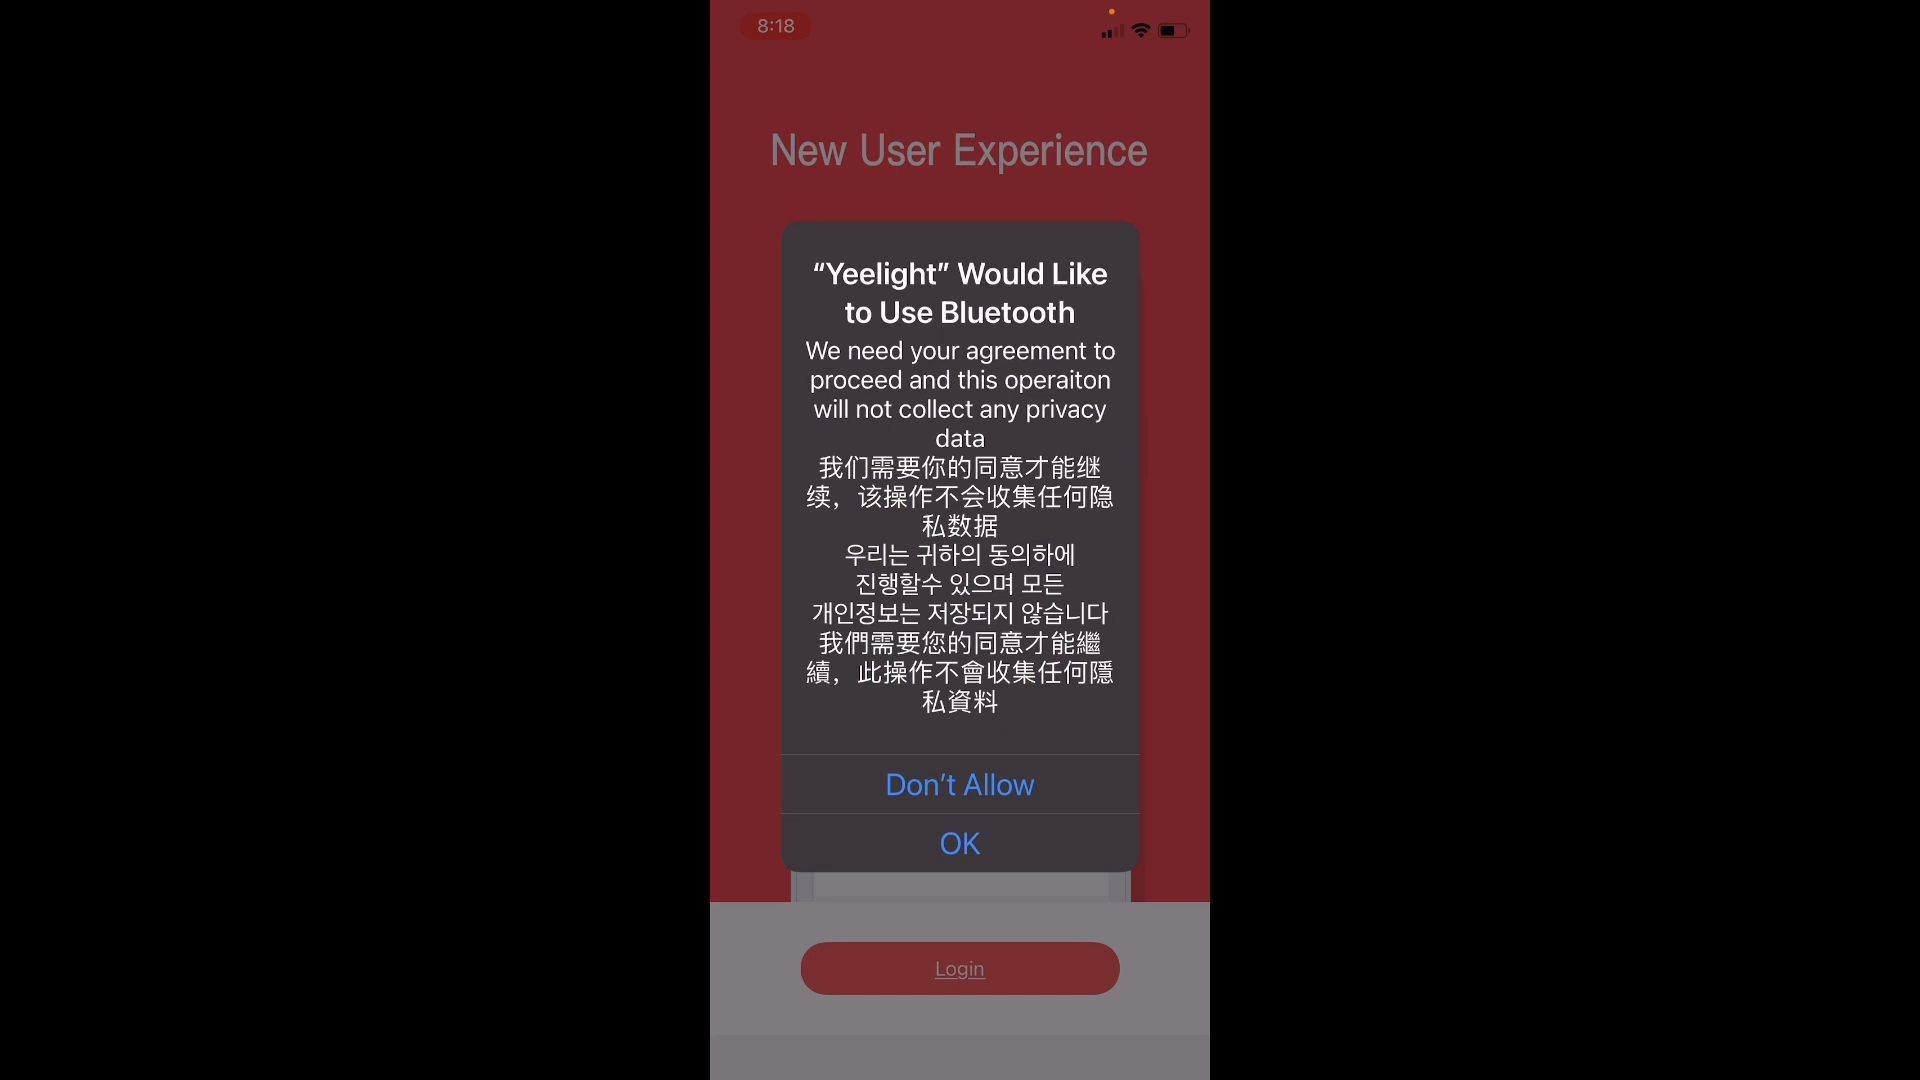 8:18
New User Experience
“Yeelight” Would Like
to Use Bluetooth
We need your agreement to
proceed and this operaiton
will not collect any privacy
data
我们需要你的同意才能继
续，该操作不会收集任何隐
私数据
우리는 귀하의 동의하에
진행할수 있으며 모든
개인정보는 저장되지 않습니다
我們需要您的同意才能繼
續，此操作不會收集任何隱
私資料
Don’t Allow
OK
Login